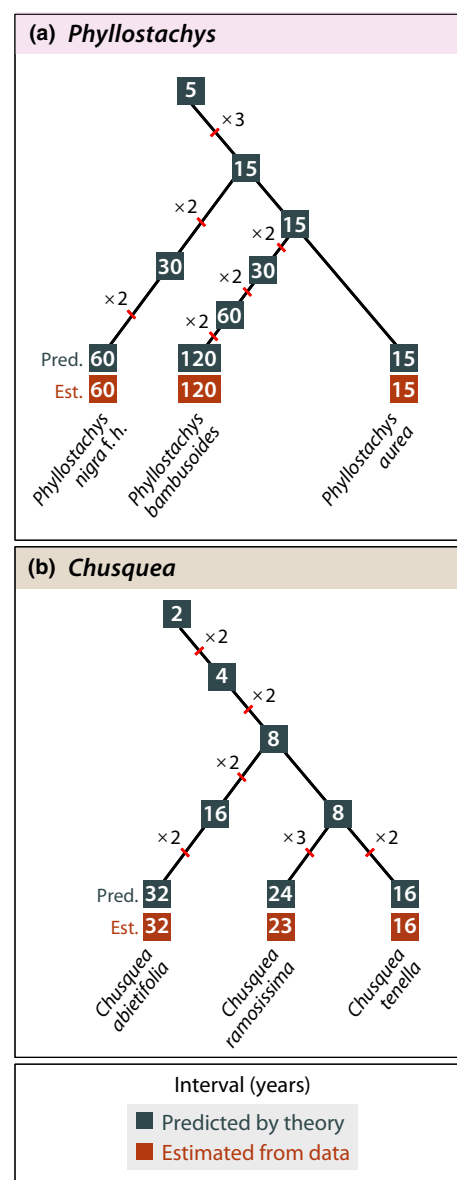 (a) Phyllostachys
5
×3
15
×2
15
×2
30
×2
30
×2
60
×2
Pred. 60 120 15
Est. 60 120 15
Phyllostachys
nigra f. h.
Phyllostachys
bambusoides
Phyllostachys
aurea
(b) Chusquea
2
×2
4
×2
8
×2
16
8
×2
×3
×2
Pred. 32 24 16
Est. 32 23 16
Chusquea
abietifolia
Chusquea
ramosissima
Chusquea
tenella
Interval (years)
Predicted by theory
Estimated from data